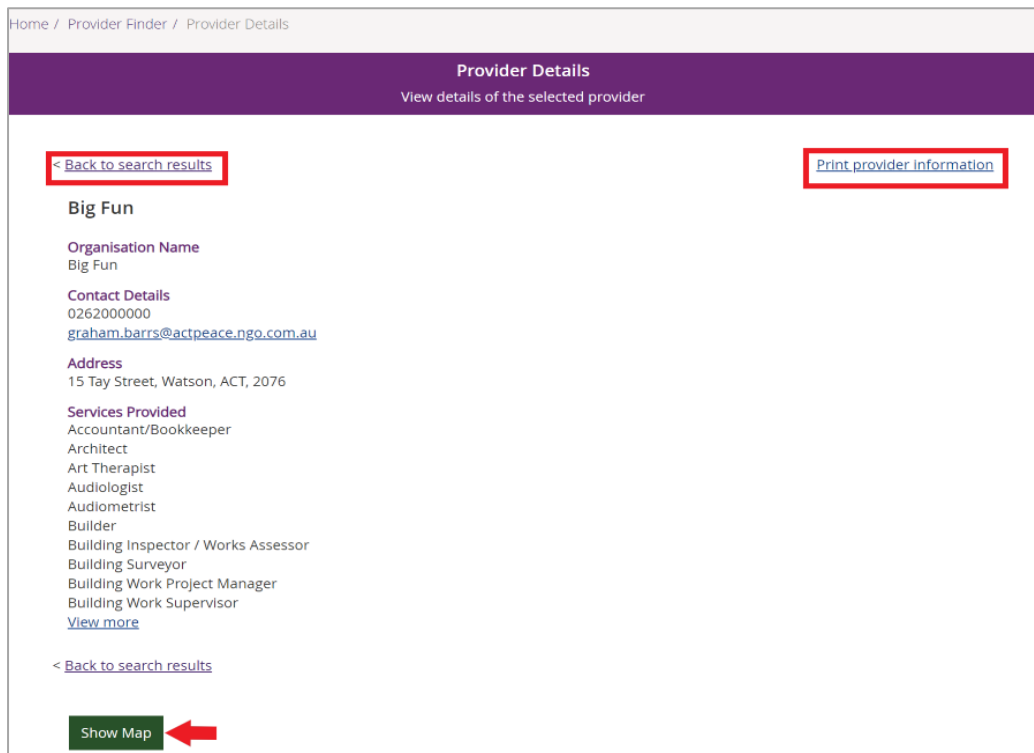 Home / Provider Finder / Provider Details
Provider Details
View details of the selected provider
< Back to search results
Print provider information
Big Fun
Organisation Name
Big Fun
Contact Details
0262000000
graham.barrs@actpeace.ngo.com.au
Address
15 Tay Street, Watson, ACT, 2076
Services Provided
Accountant/Bookkeeper
Architect
Art Therapist
Audiologist
Audiometrist
Builder
Building Inspector / Works Assessor
Building Surveyor
Building Work Project Manager
Building Work Supervisor
View more
< Back to search results
Show Map